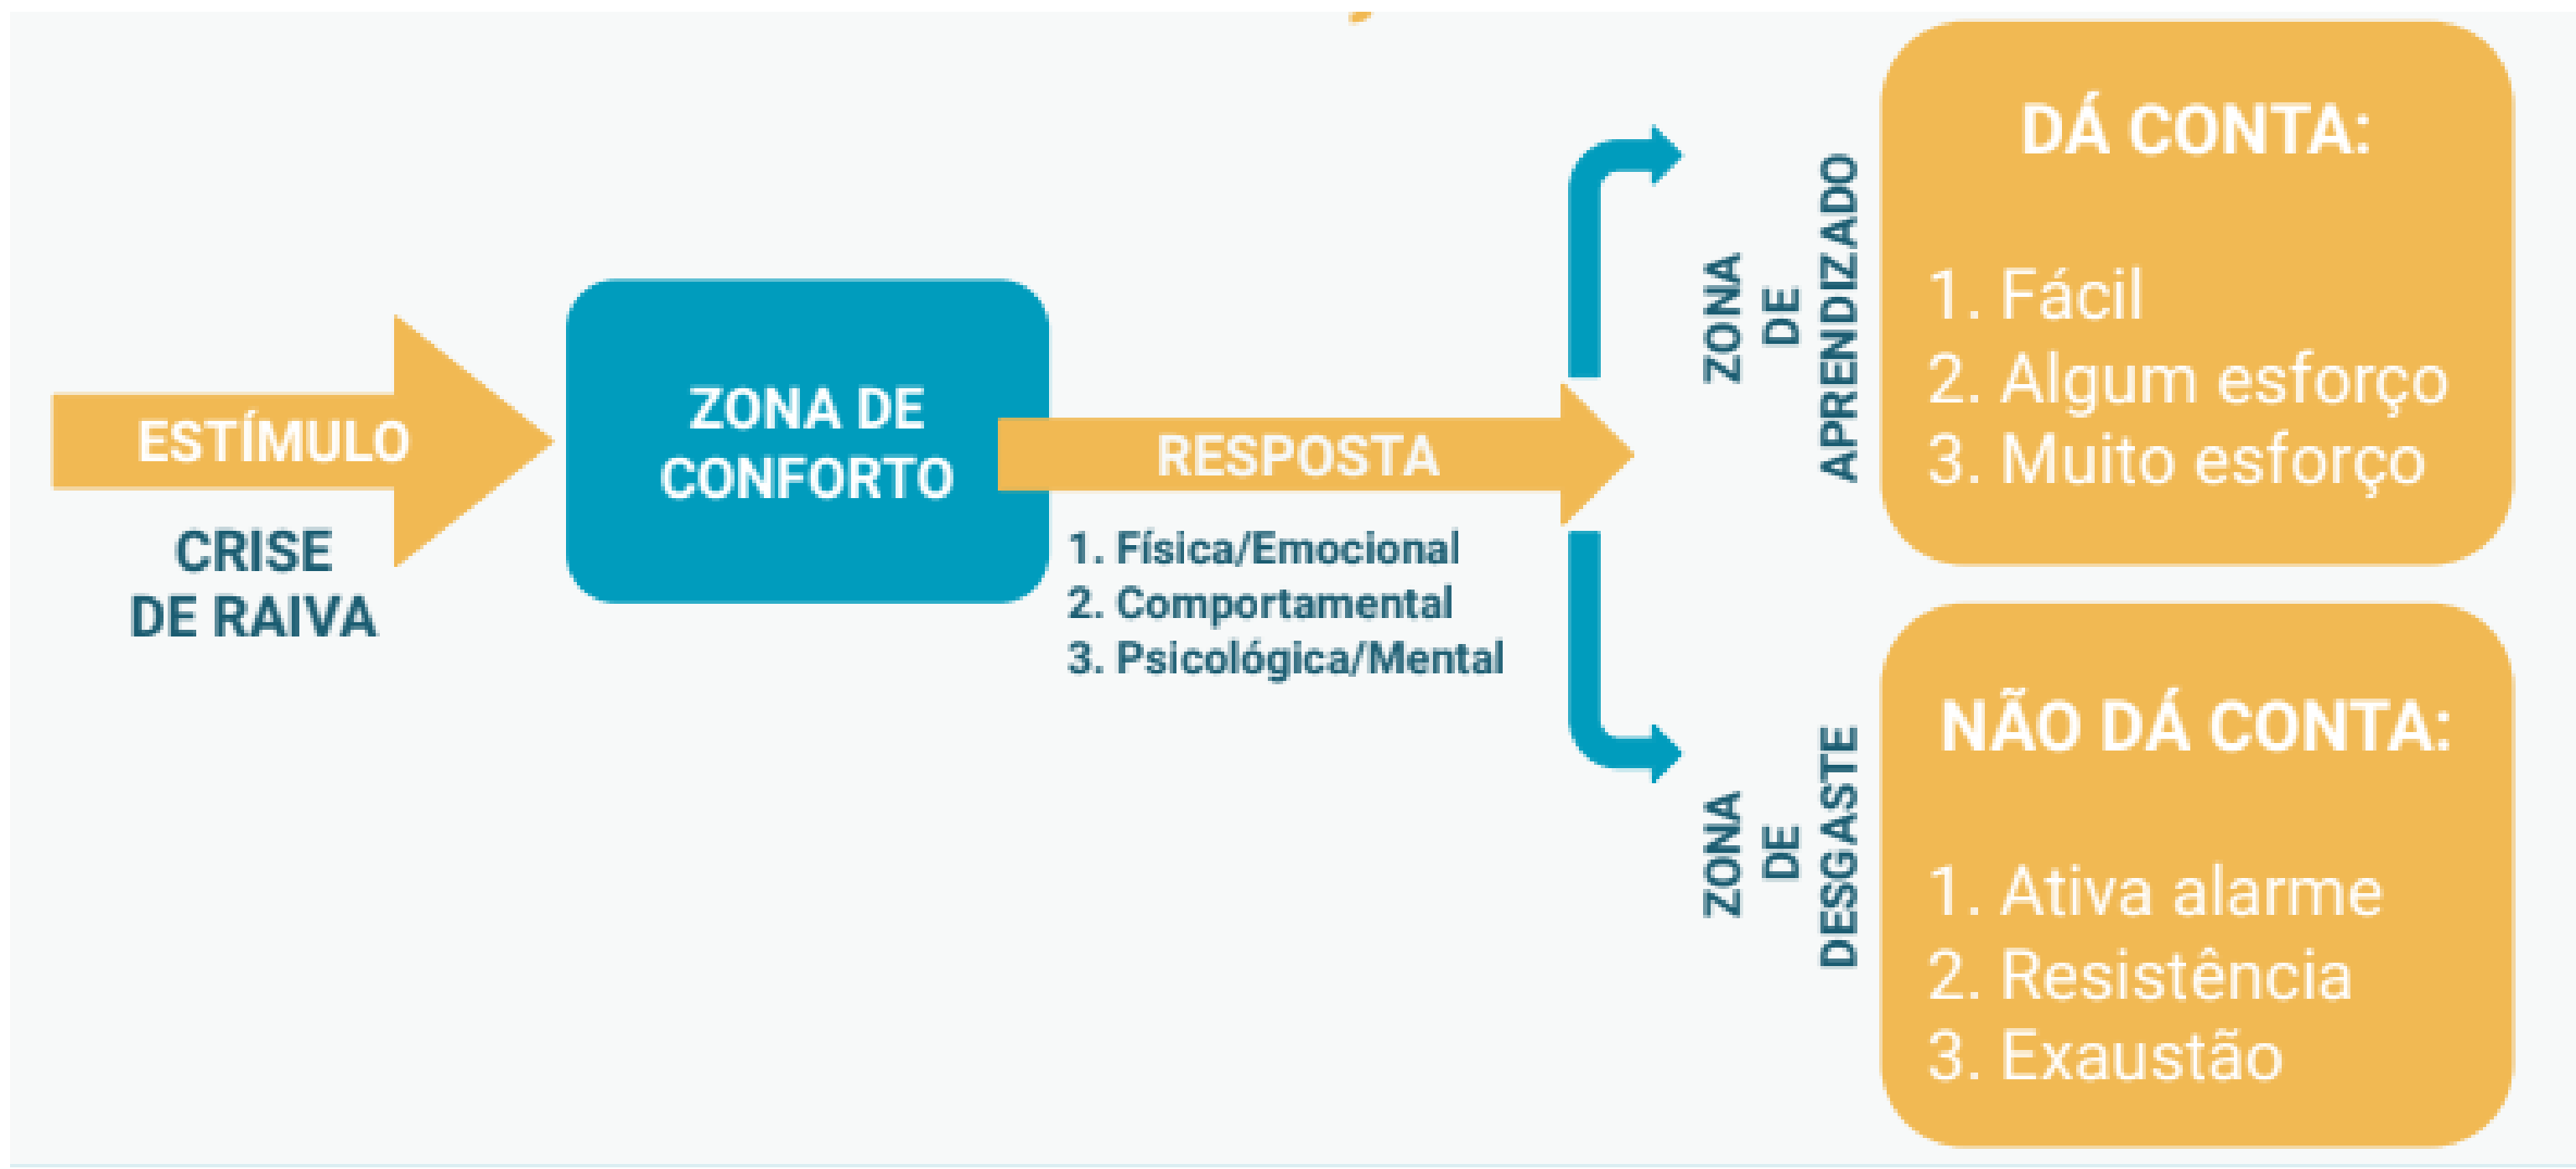 ESTÍMULO
CRISE
DE RAIVA
ZONA DE
CONFORTO
RESPOSTA
1. Física/Emocional
2. Comportamental
3. Psicológica/Mental
ZONA
DE
APRENDIZADO
DÁ CONTA:
1. Fácil
2. Algum esforço
3. Muito esforço
ZONA
DE
DESGASTE
NÃO DÁ CONTA:
1. Ativa alarme
2. Resistência
3. Exaustão